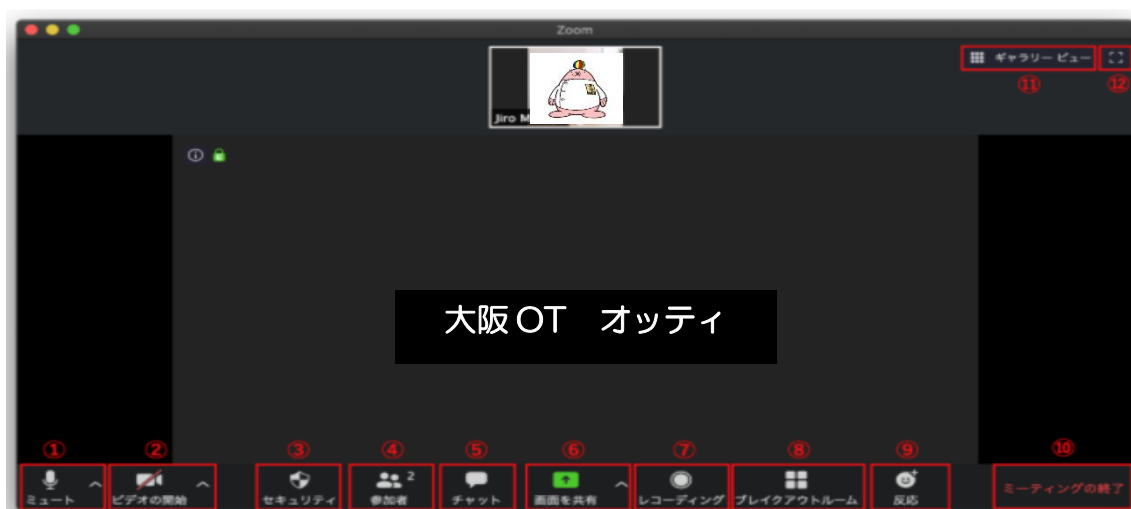 Zoom
ギャラリー ビュー
⑪ ⑫
Jiro M
大阪OT オッティ
① ② ③ ④ ⑤ ⑥ ⑦ ⑧ ⑨ ⑩
2
ミュート ビデオの開始 セキュリティ 参加者 チャット 画面を共有 レコーディング ブレイクアウトルーム 反応 ミーティングの終了